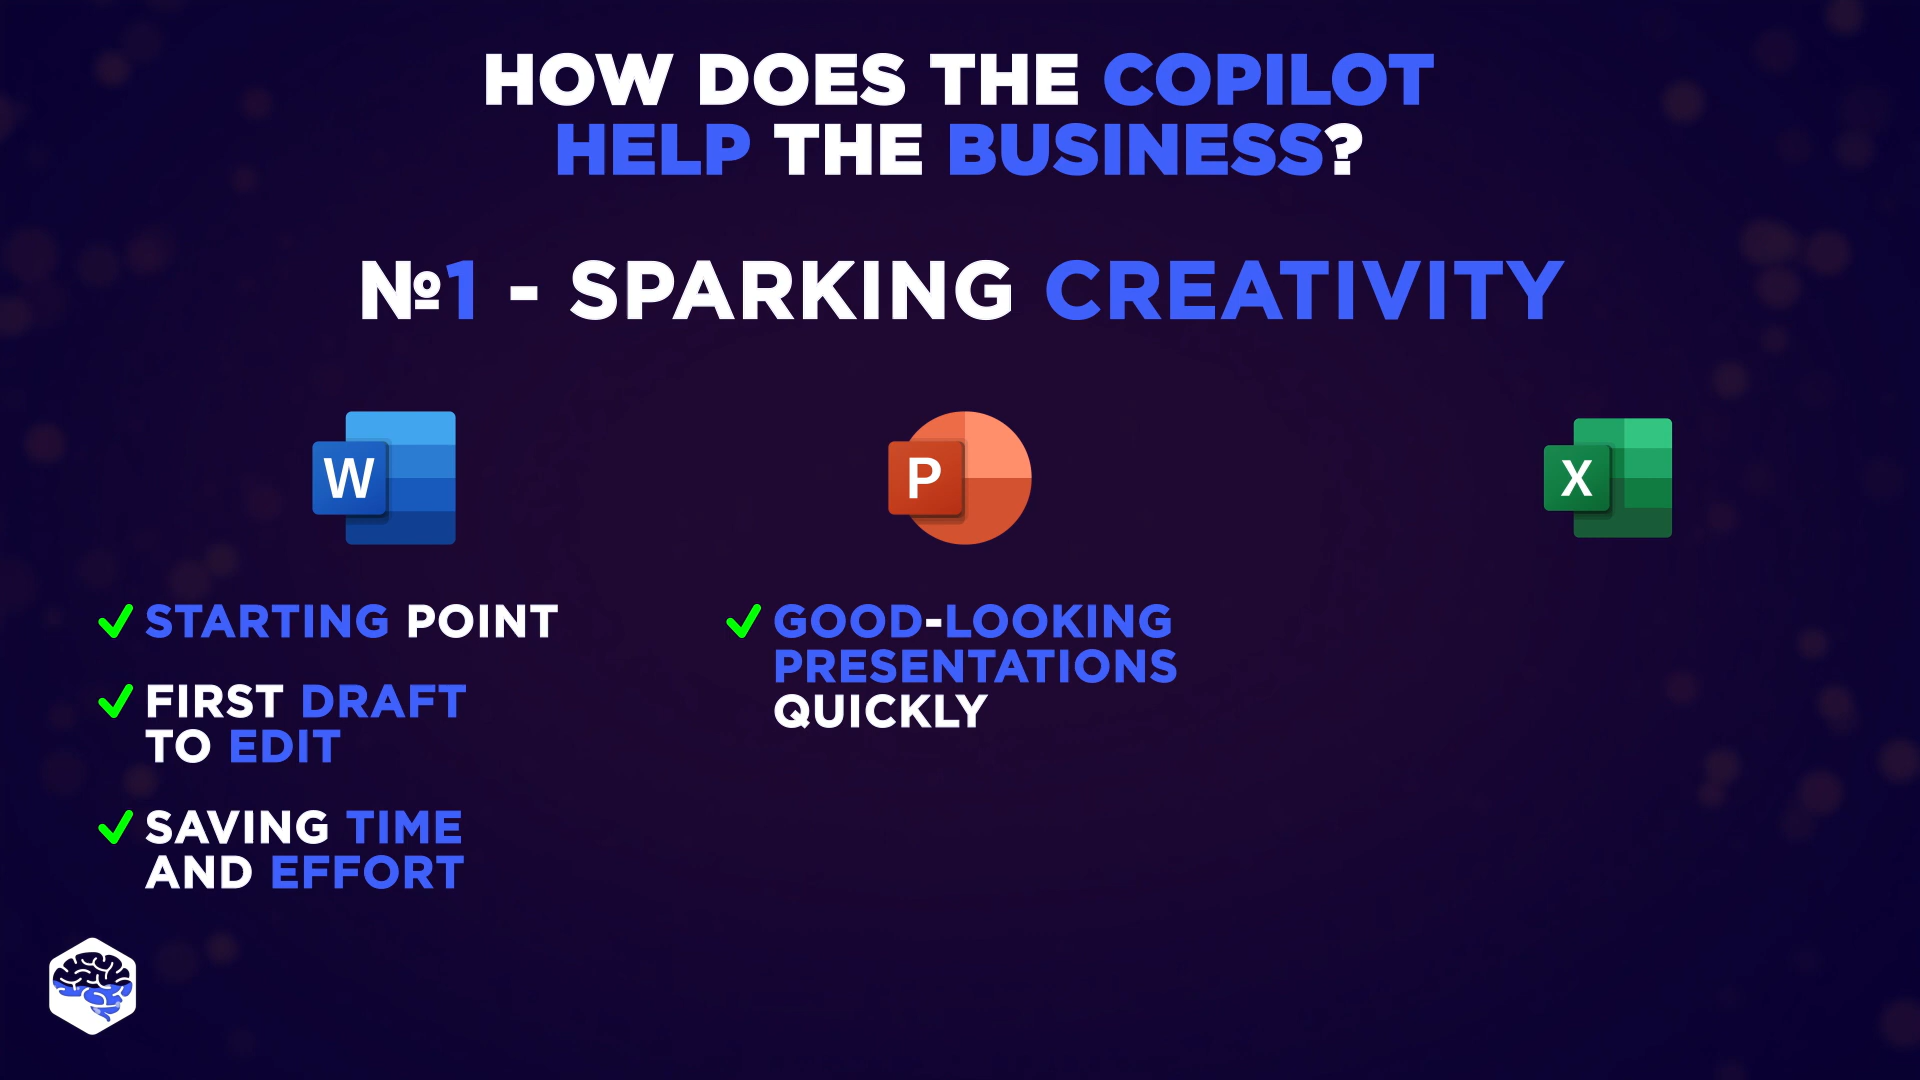 HOW DOES THE COPILOT
HELP THE BUSINESS?
№1 - SPARKING CREATIVITY
W
P
X
STARTING POINT
FIRST DRAFT
TO EDIT
SAVING TIME
AND EFFORT
GOOD-LOOKING
PRESENTATIONS
QUICKLY